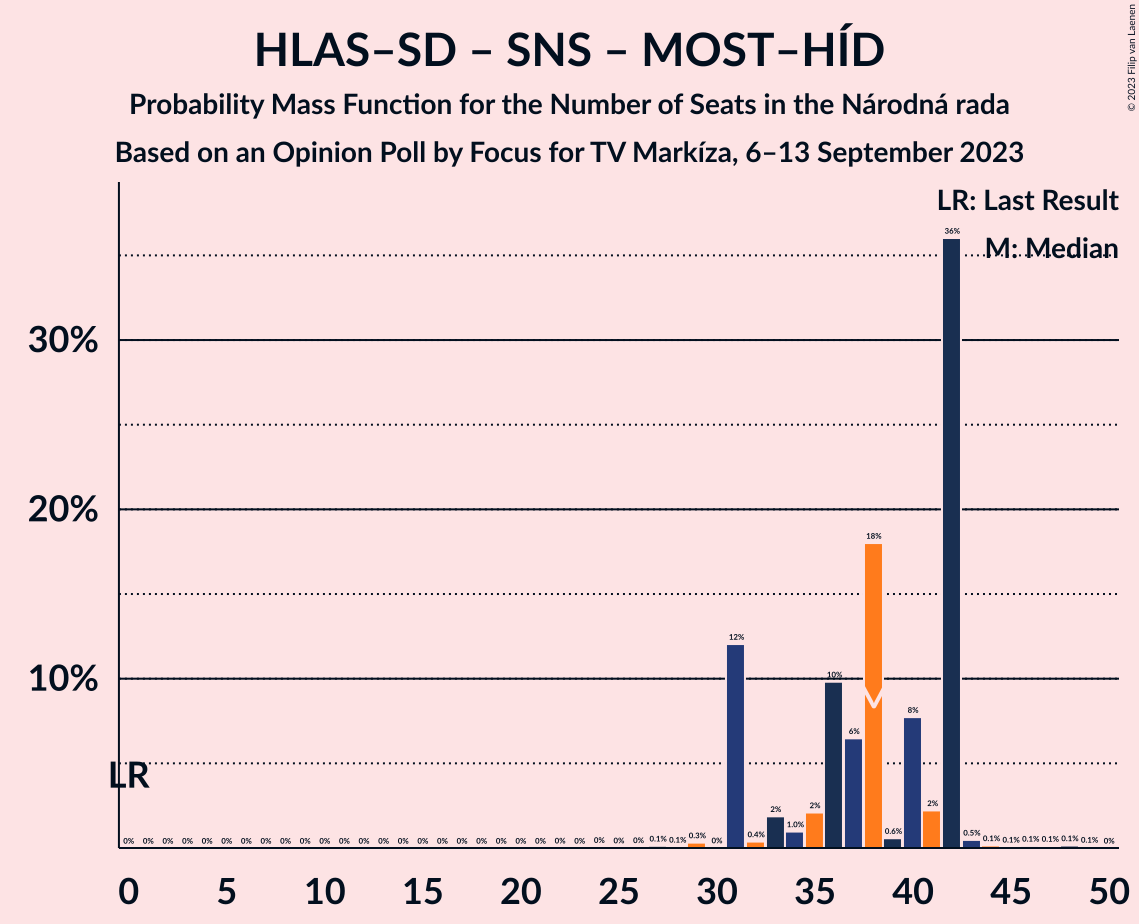 HLAS–SD – SNS – MOST–HÍD
Probability Mass Function for the Number of Seats in the Národná rada
Based on an Opinion Poll by Focus for TV Markíza, 6–13 September 2023
© 2023 Filip van Laenen
LR: Last Result
M: Median
36%
30%
20%
18%
12%
10%
10%
8%
6%
LR
2% 1.0% 2% 0.6% 2%
0% 0% 0% 0% 0% 0% 0% 0% 0% 0% 0% 0% 0% 0% 0% 0% 0% 0% 0% 0% 0% 0% 0% 0% 0% 0% 0% 0.1% 0.1% 0.3% 0% 0.4% 0.5% 0.1% 0.1% 0.1% 0.1% 0.1% 0.1% 0%
0 5 10 15 20 25 30 35 40 45 50